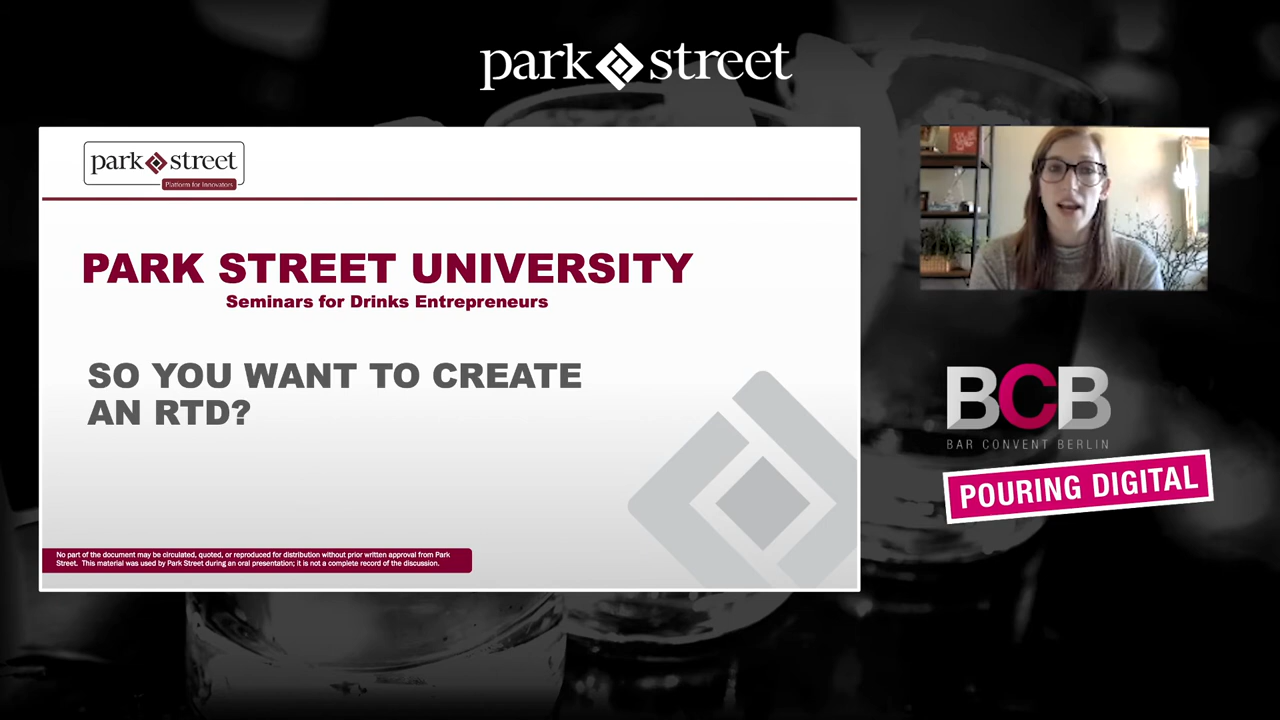 park street
park street
Platform for Innovators
PARK STREET UNIVERSITY
Seminars for Drinks Entrepreneurs
SO YOU WANT TO CREATE
AN RTD?
No part of the document may be circulated, quoted, or reproduced for distribution without prior written approval from Park
Street. This material was used by Park Street during an oral presentation; it is not a complete record of the discussion.
BCB
BAR CONVENT BERLIN
POURING DIGITAL